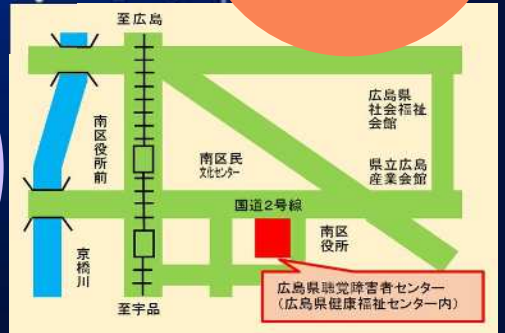 至広島
広島県
社会福祉
会館
南区役所前
南区民
文化センター
県立広島
産業会館
国道2号線
南区
役所
京橋川
広島県聴覚障害者センター
(広島県健康福祉センター内)
至宇品